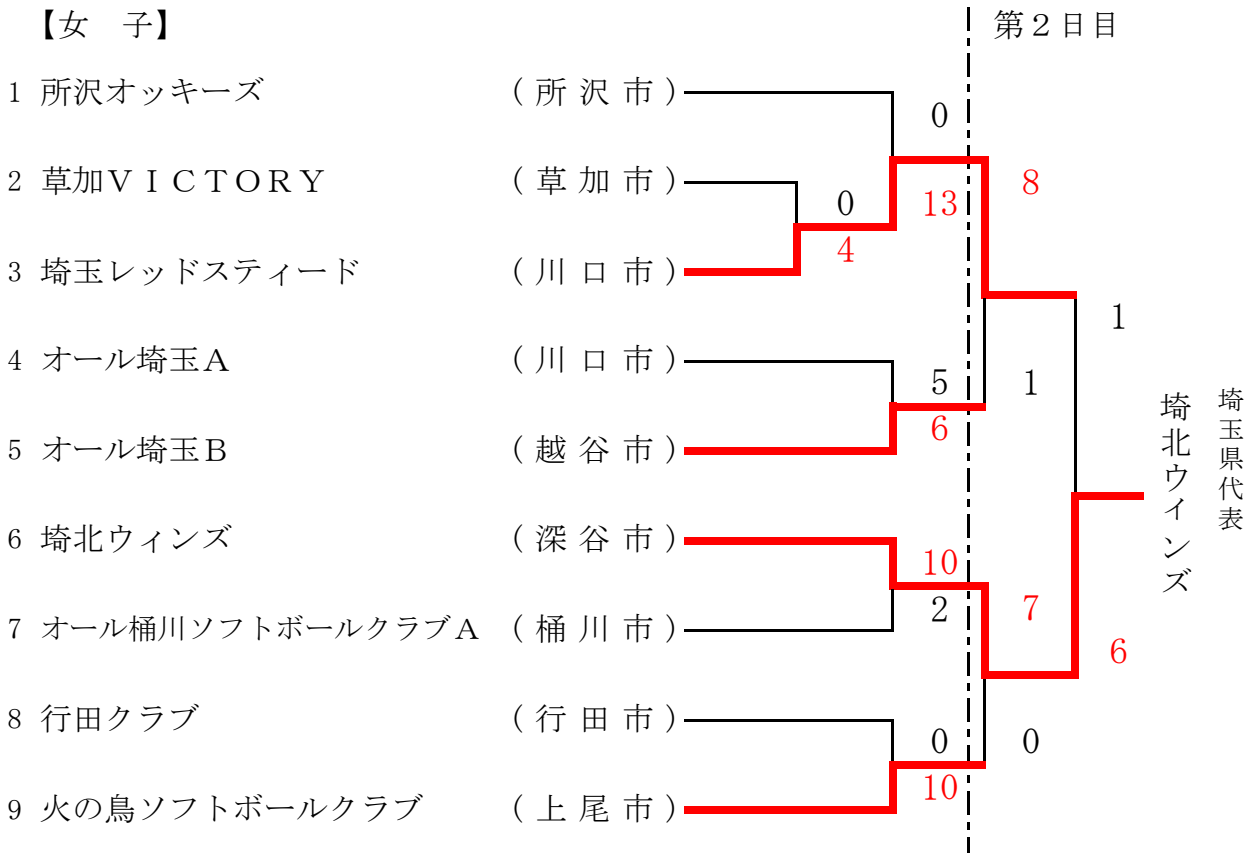 【女　子】
第２日目
1 所沢オッキーズ （所沢市）
0
2 草加ＶＩＣＴＯＲＹ （草加市）
8
0
13
4
3 埼玉レッドスティード （川口市）
1
4 オール埼玉Ａ （川口市）
5
1
6
5 オール埼玉Ｂ （越谷市）
埼北ウィンズ
埼玉県代表
6 埼北ウィンズ （深谷市）
10
2
7
7 オール桶川ソフトボールクラブＡ （桶川市）
6
8 行田クラブ （行田市）
0
0
10
9 火の鳥ソフトボールクラブ （上尾市）